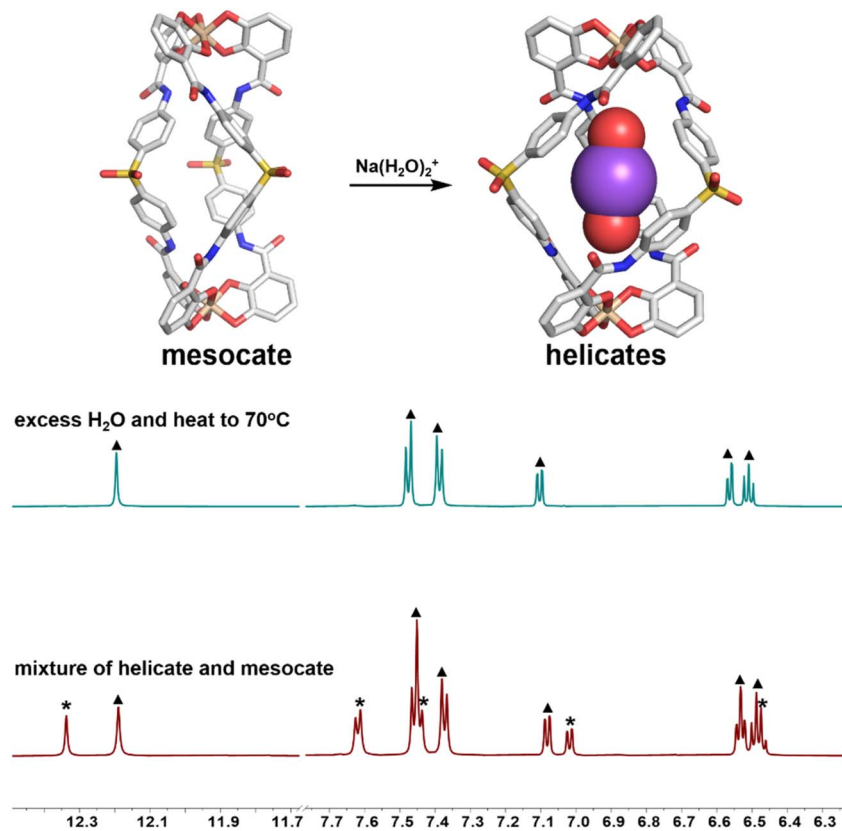 Na(H₂O)₂⁺
mesocate
helicates
excess H₂O and heat to 70°C
▲ ▲ ▲ ▲ ▲ ▲
mixture of helicate and mesocate
* ▲ * ▲ * ▲ ▲ * ▲ ▲ *
12.3 12.1 11.9 11.7 7.7 7.6 7.5 7.4 7.3 7.2 7.1 7.0 6.9 6.8 6.7 6.6 6.5 6.4 6.3